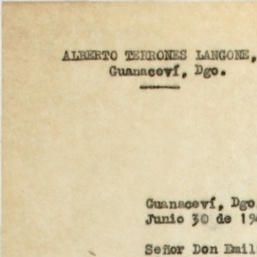 ALBERTO TERRONES LANGONE,
Guanaceví, Dgo.
Guanaceví, Dgo
Junio 30 de 19
Señor Don Emil